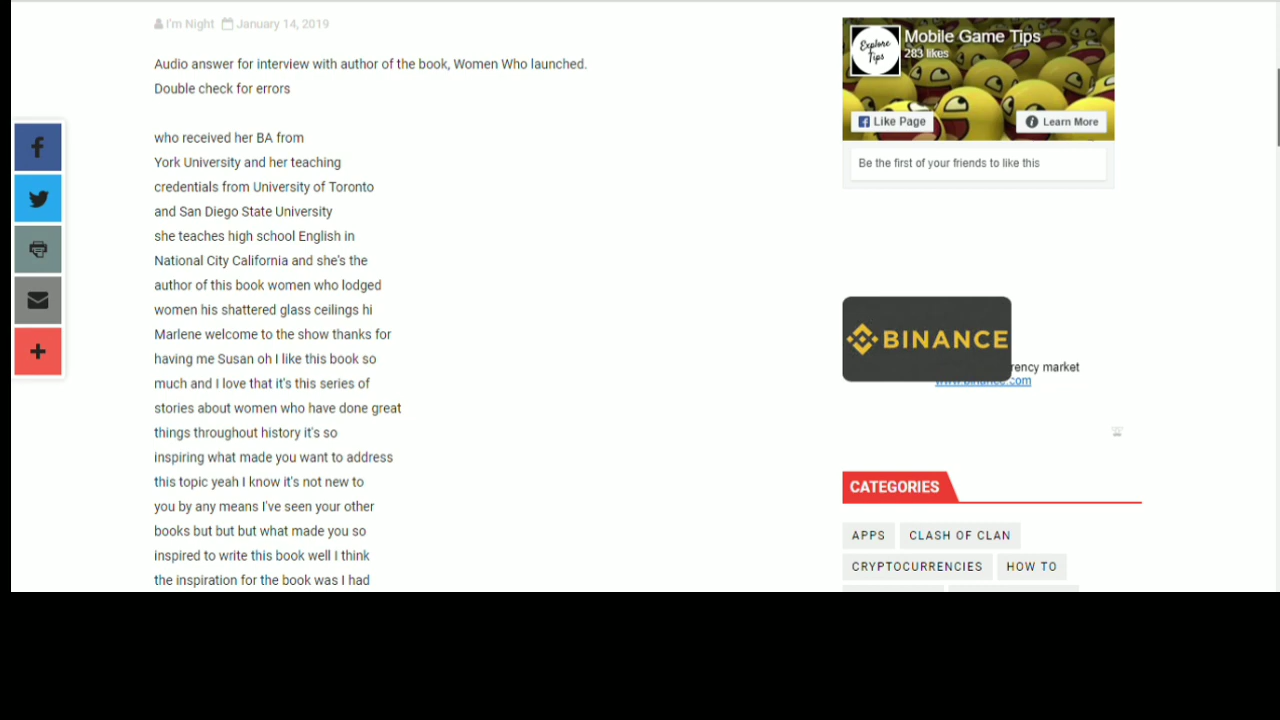 I'm Night January 14, 2019
Audio answer for interview with author of the book, Women Who launched.
Double check for errors
who received her BA from
York University and her teaching
credentials from University of Toronto
and San Diego State University
she teaches high school English in
National City California and she's the
author of this book women who lodged
women his shattered glass ceilings hi
Marlene welcome to the show thanks for
having me Susan oh I like this book so
much and I love that it's this series of
stories about women who have done great
things throughout history it's so
inspiring what made you want to address
this topic yeah I know it's not new to
you by any means I've seen your other
books but but but what made you so
inspired to write this book well I think
the inspiration for the book was I had
Explore Tips
Mobile Game Tips
283 likes
Like Page
Learn More
Be the first of your friends to like this
BINANCE
rency market
www.binance.com
CATEGORIES
APPS CLASH OF CLAN
CRYPTOCURRENCIES HOW TO